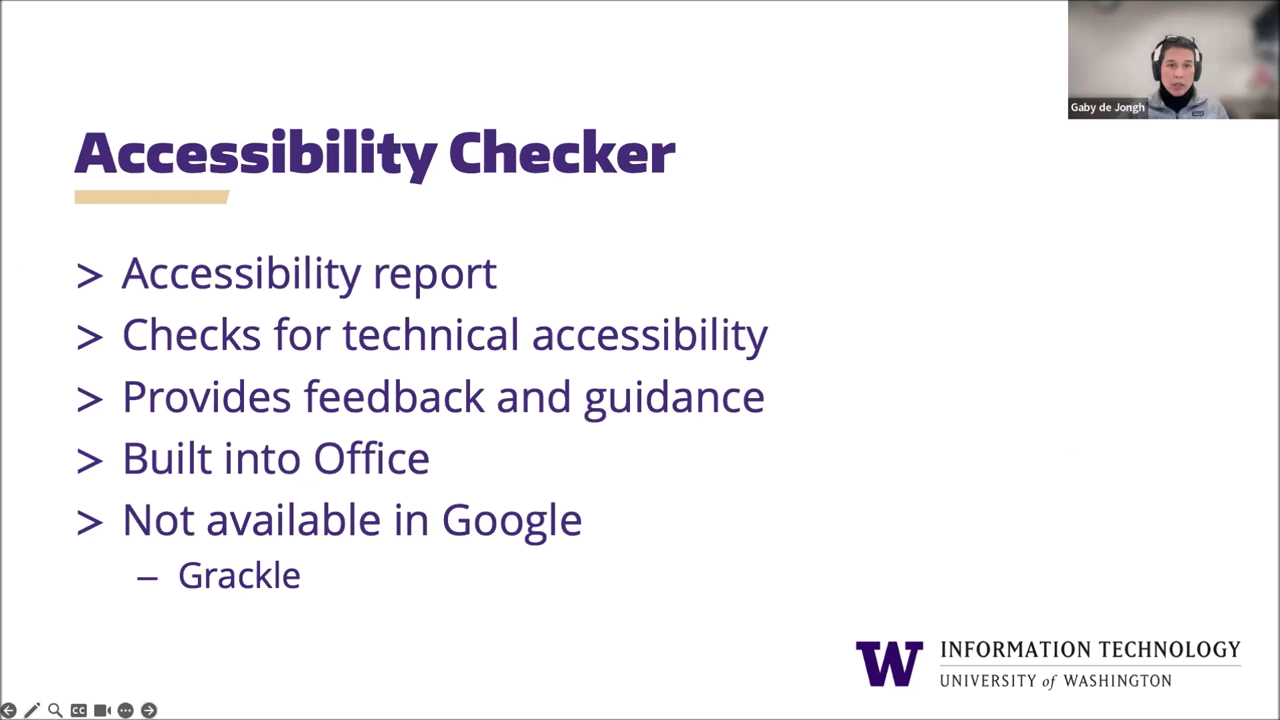 Gaby de Jongh
Accessibility Checker
> Accessibility report
> Checks for technical accessibility
> Provides feedback and guidance
> Built into Office
> Not available in Google
– Grackle
W INFORMATION TECHNOLOGY
UNIVERSITY of WASHINGTON
CC